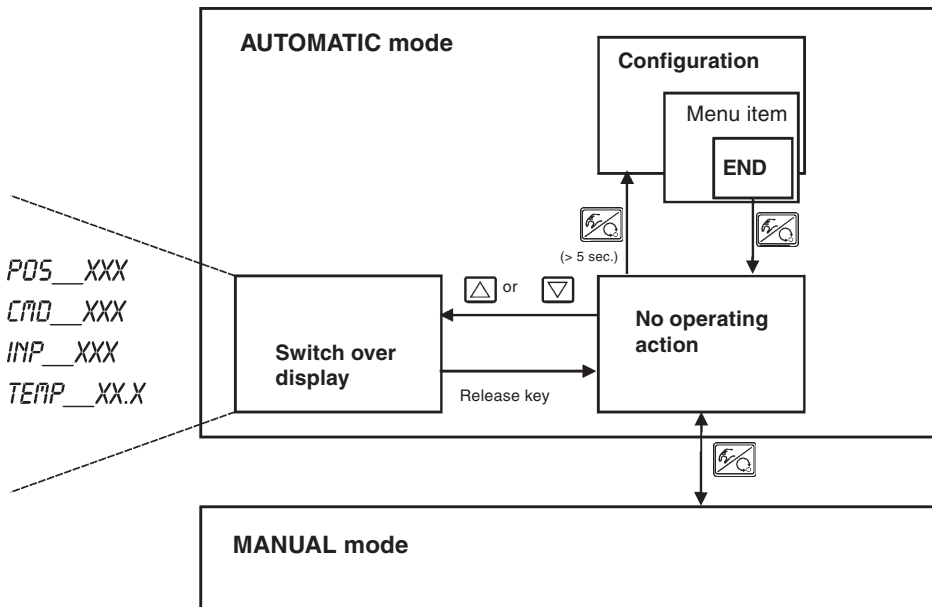 AUTOMATIC mode
Configuration
Menu item
END
(> 5 sec.)
POS__XXX
CMD__XXX
INP__XXX
TEMP__XX.X
or
Switch over
display
Release key
No operating
action
MANUAL mode